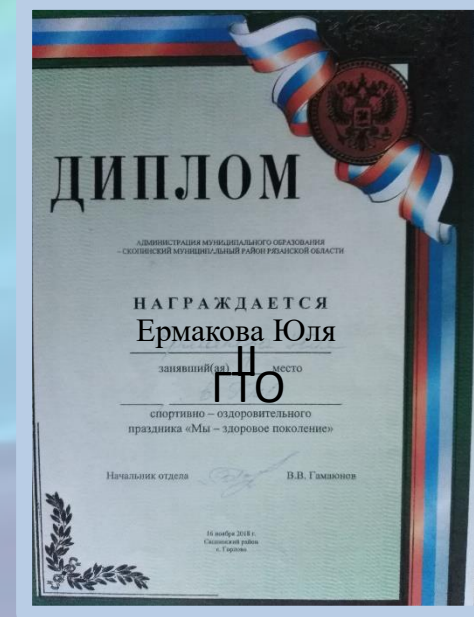 ДИПЛОМ
АДМИНИСТРАЦИЯ МУНИЦИПАЛЬНОГО ОБРАЗОВАНИЯ
– СКОПИНСКИЙ МУНИЦИПАЛЬНЫЙ РАЙОН РЯЗАНСКОЙ ОБЛАСТИ
НАГРАЖДАЕТСЯ
Ермакова Юля
занявший(ая) II место
ГТО
спортивно – оздоровительного
праздника «Мы – здоровое поколение»
Начальник отдела В.В. Гамаюнов
16 ноября 2018 г.
Скопинский район